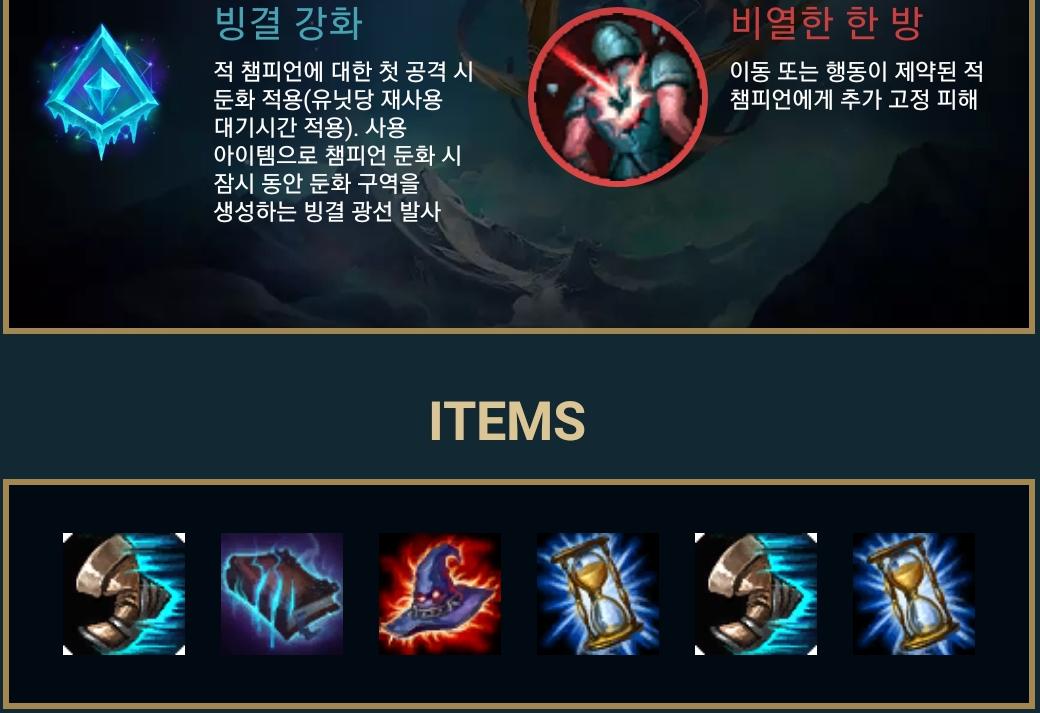 빙결 강화
적 챔피언에 대한 첫 공격 시
둔화 적용(유닛당 재사용
대기시간 적용). 사용
아이템으로 챔피언 둔화 시
잠시 동안 둔화 구역을
생성하는 빙결 광선 발사
비열한 한 방
이동 또는 행동이 제약된 적
챔피언에게 추가 고정 피해
ITEMS